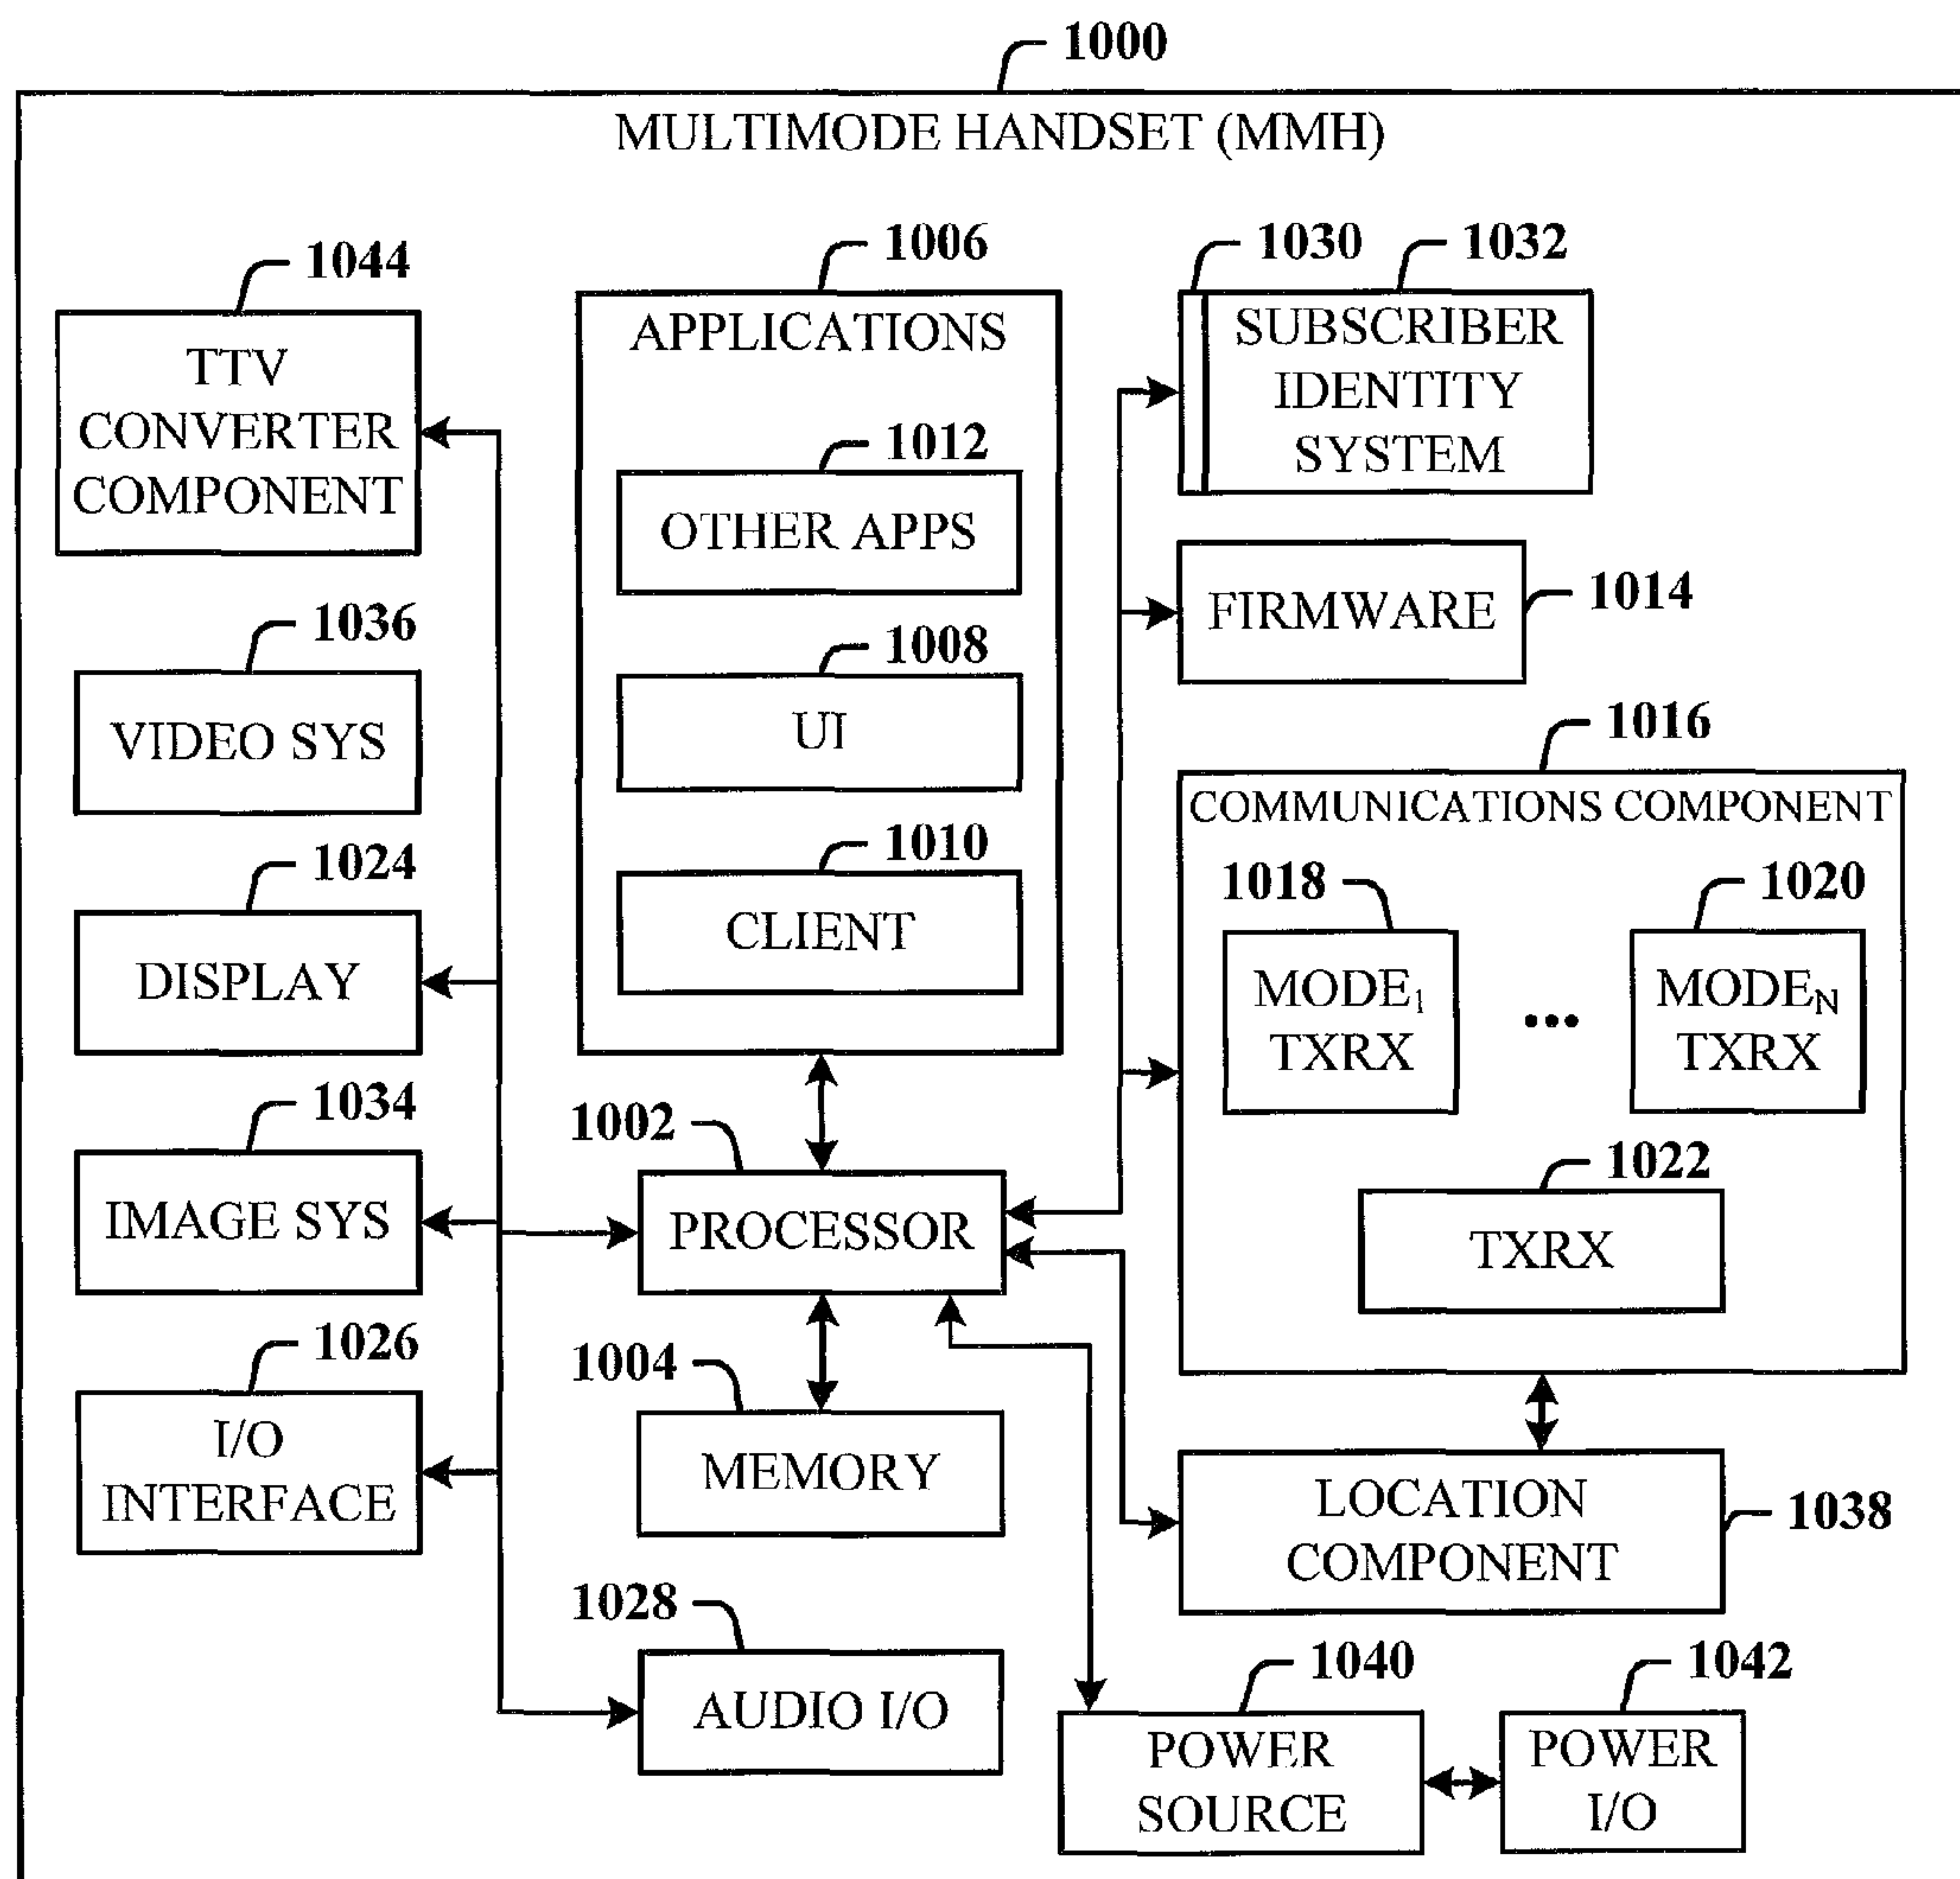 1000
MULTIMODE HANDSET (MMH)
1044
TTV
CONVERTER
COMPONENT
1036
VIDEO SYS
1024
DISPLAY
1034
IMAGE SYS
1026
I/O
INTERFACE
1006
APPLICATIONS
1012
OTHER APPS
1008
UI
1010
CLIENT
1002
PROCESSOR
1004
MEMORY
1028
AUDIO I/O
1030
1032
SUBSCRIBER
IDENTITY
SYSTEM
FIRMWARE
1014
1016
COMMUNICATIONS COMPONENT
1018
MODE1
TXRX
...
1020
MODEN
TXRX
1022
TXRX
LOCATION
COMPONENT
1038
1040
POWER
SOURCE
1042
POWER
I/O